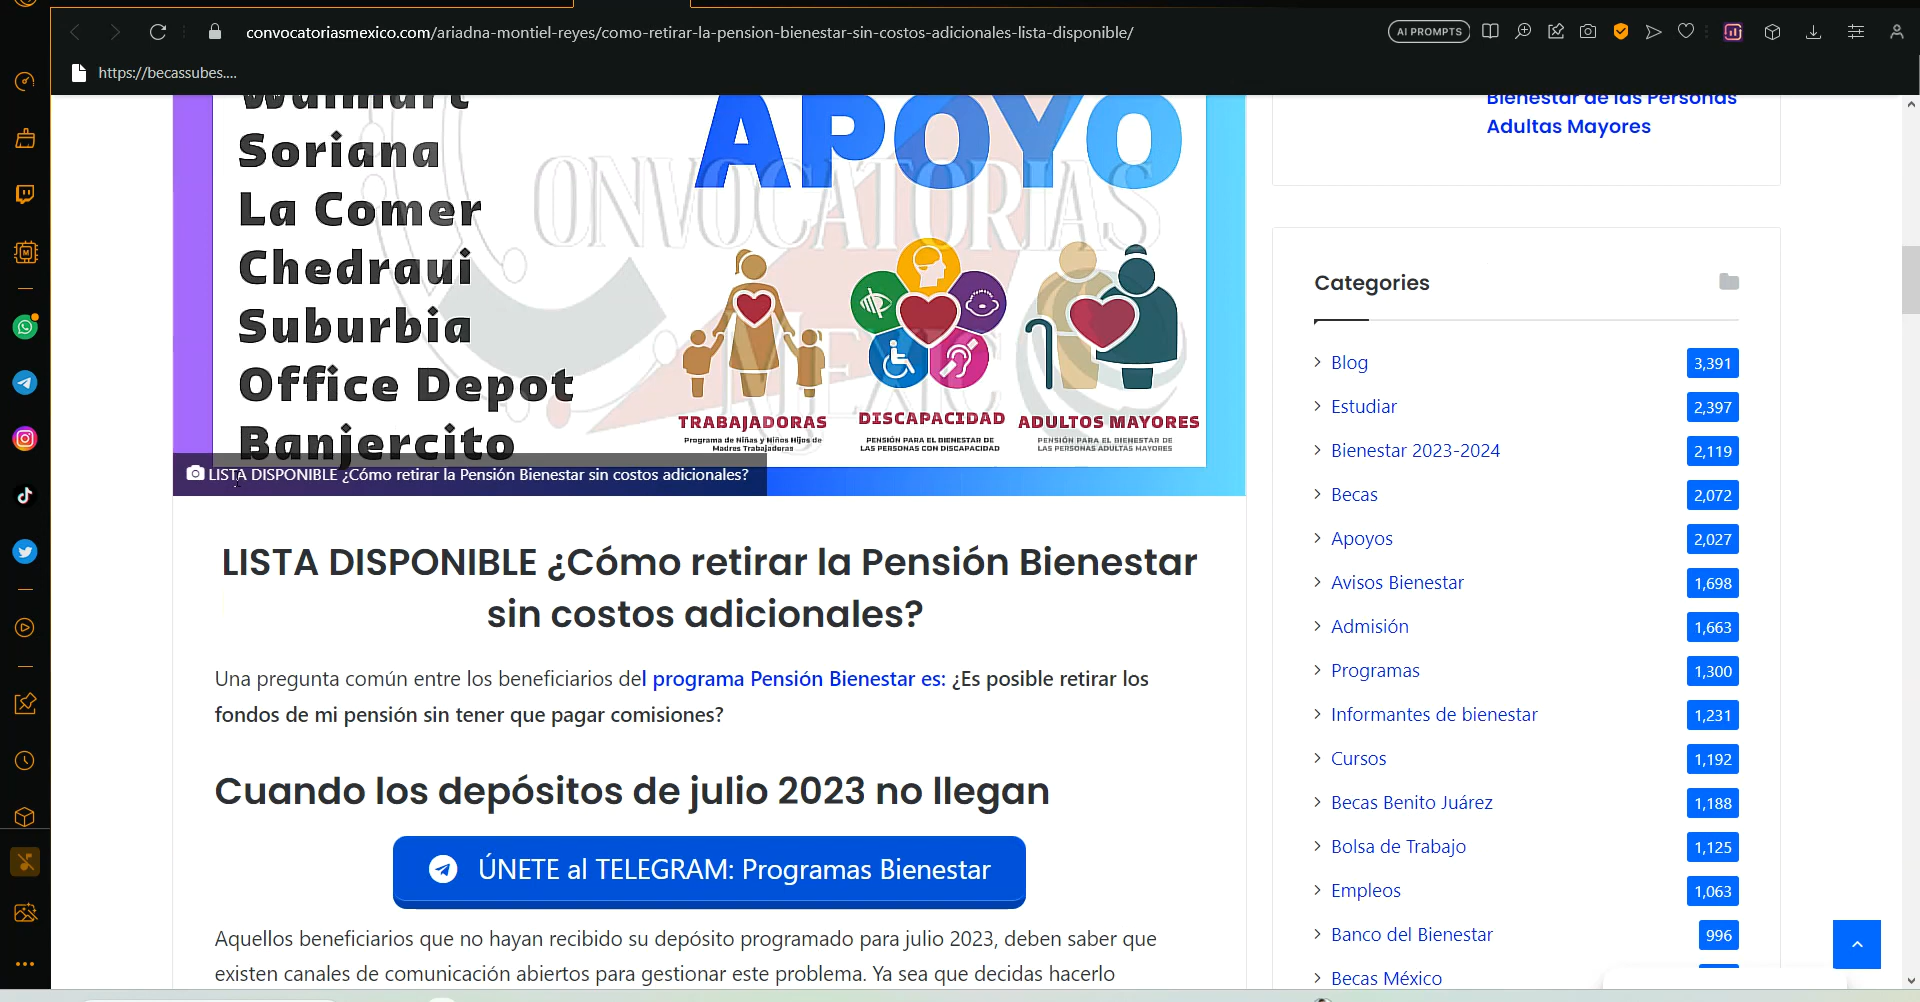 convocatoriasmexico.com/ariadna-montiel-reyes/como-retirar-la-pension-bienestar-sin-costos-adicionales-lista-disponible/
AI PROMPTS
https://becassubes....
Walmart
Soriana
La Comer
Chedraui
Suburbia
Office Depot
Banjercito
APOYO
CONVOCATORIAS
MEXICO
TRABAJADORAS
Programa de Niñas y Niños Hijos de
Madres Trabajadoras
DISCAPACIDAD
PENSIÓN PARA EL BIENESTAR DE
LAS PERSONAS CON DISCAPACIDAD
ADULTOS MAYORES
PENSIÓN PARA EL BIENESTAR DE
LAS PERSONAS ADULTAS MAYORES
LISTA DISPONIBLE ¿Cómo retirar la Pensión Bienestar sin costos adicionales?
LISTA DISPONIBLE ¿Cómo retirar la Pensión Bienestar
sin costos adicionales?
Una pregunta común entre los beneficiarios del programa Pensión Bienestar es: ¿Es posible retirar los
fondos de mi pensión sin tener que pagar comisiones?
Cuando los depósitos de julio 2023 no llegan
ÚNETE al TELEGRAM: Programas Bienestar
Aquellos beneficiarios que no hayan recibido su depósito programado para julio 2023, deben saber que
existen canales de comunicación abiertos para gestionar este problema. Ya sea que decidas hacerlo
Bienestar de las Personas
Adultas Mayores
Categories
Blog 3,391
Estudiar 2,397
Bienestar 2023-2024 2,119
Becas 2,072
Apoyos 2,027
Avisos Bienestar 1,698
Admisión 1,663
Programas 1,300
Informantes de bienestar 1,231
Cursos 1,192
Becas Benito Juárez 1,188
Bolsa de Trabajo 1,125
Empleos 1,063
Banco del Bienestar 996
Becas México